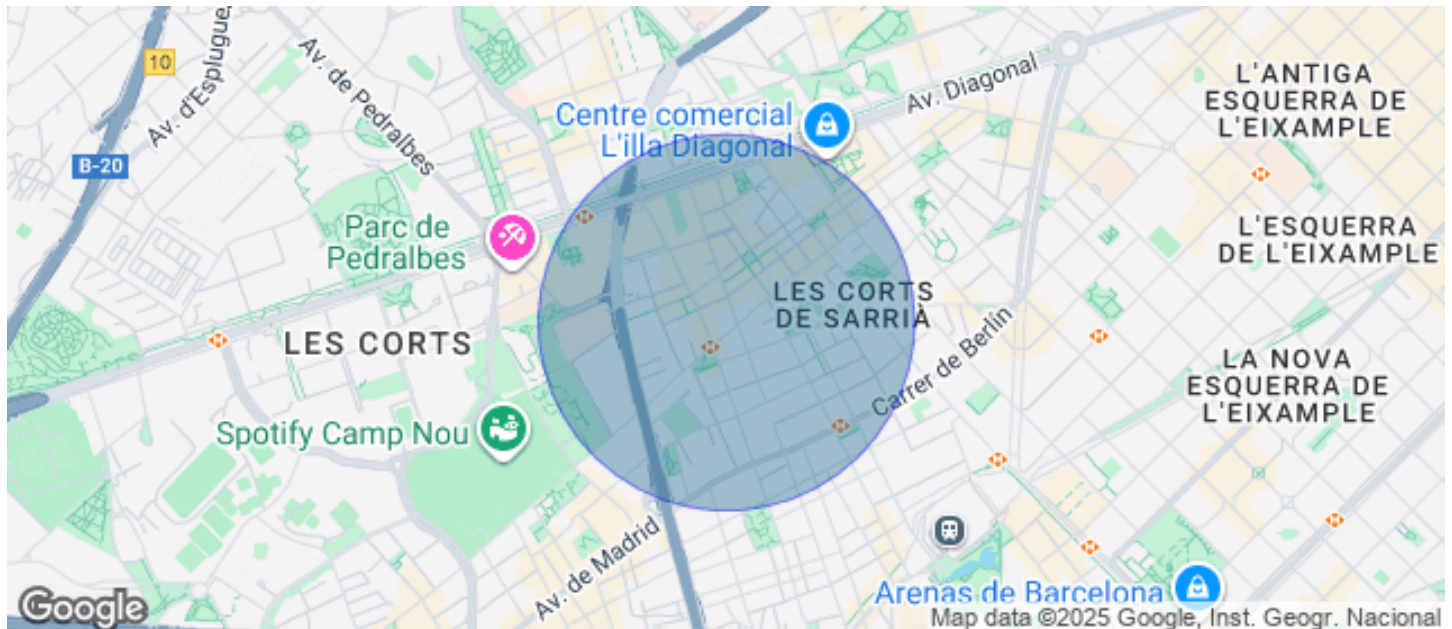 10
B-20
Av. d'Esplugue
Av. de Pedralbes
Centre comercial
L'illa Diagonal
Av. Diagonal
L'ANTIGA
ESQUERRA DE
L'EIXAMPLE
Parc de
Pedralbes
L'ESQUERRA
DE L'EIXAMPLE
LES CORTS
LES CORTS
DE SARRIÀ
Carrer de Berlín
LA NOVA
ESQUERRA DE
L'EIXAMPLE
Spotify Camp Nou
Av. de Madrid
Arenas de Barcelona
Google
Map data ©2025 Google, Inst. Geogr. Nacional